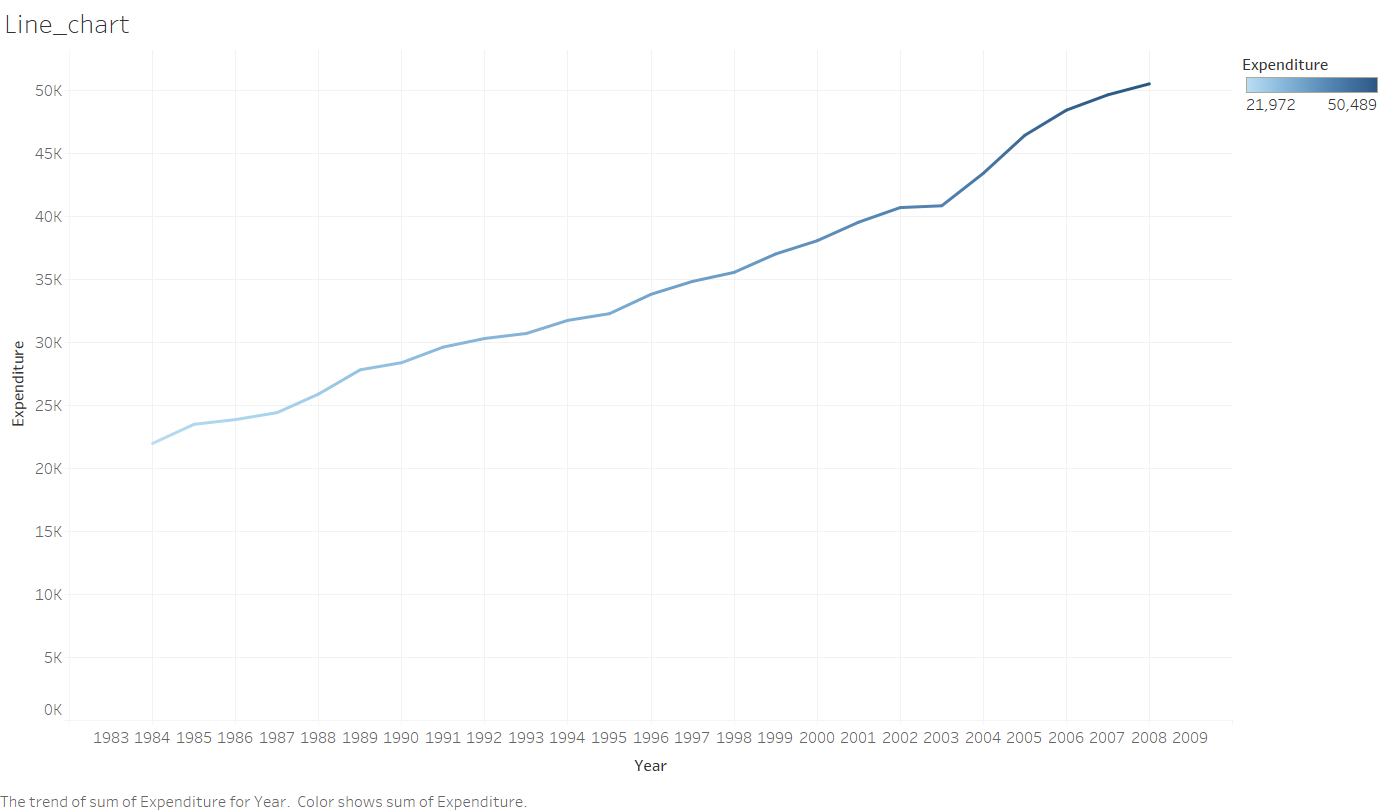 Line_chart
Expenditure
21,972 50,489
50K
45K
40K
35K
30K
25K
20K
15K
10K
5K
0K
Expenditure
1983 1984 1985 1986 1987 1988 1989 1990 1991 1992 1993 1994 1995 1996 1997 1998 1999 2000 2001 2002 2003 2004 2005 2006 2007 2008 2009
Year
The trend of sum of Expenditure for Year.  Color shows sum of Expenditure.